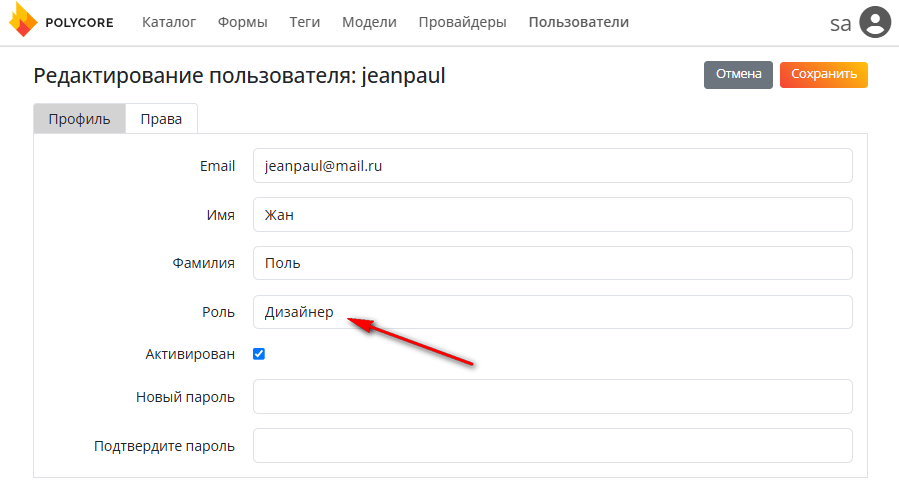 POLYCORE Каталог Формы Теги Модели Провайдеры Пользователи sa
Редактирование пользователя: jeanpaul Отмена Сохранить
Профиль Права
Email jeanpaul@mail.ru
Имя Жан
Фамилия Поль
Роль Дизайнер
Активирован
Новый пароль
Подтвердите пароль